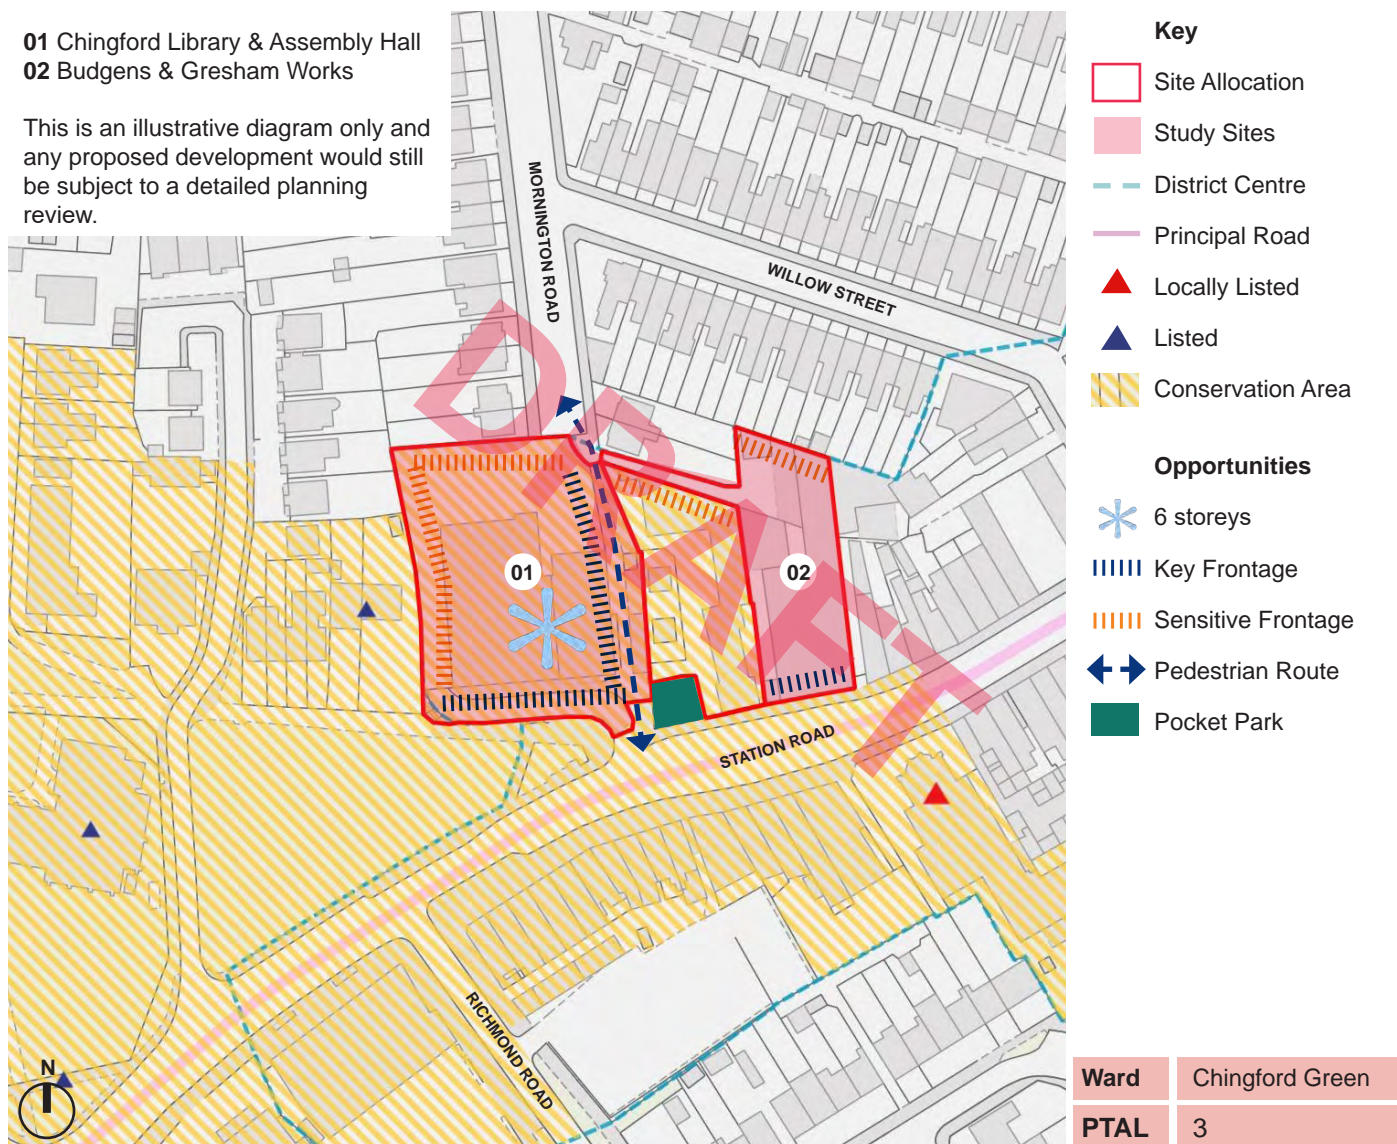 01 Chingford Library & Assembly Hall
02 Budgens & Gresham Works
This is an illustrative diagram only and
any proposed development would still
be subject to a detailed planning
review.
MORNINGTON ROAD
WILLOW STREET
01
02
STATION ROAD
RICHMOND ROAD
DRAFT
N
Key
Site Allocation
Study Sites
District Centre
Principal Road
Locally Listed
Listed
Conservation Area
Opportunities
6 storeys
Key Frontage
Sensitive Frontage
Pedestrian Route
Pocket Park
Ward Chingford Green
PTAL 3